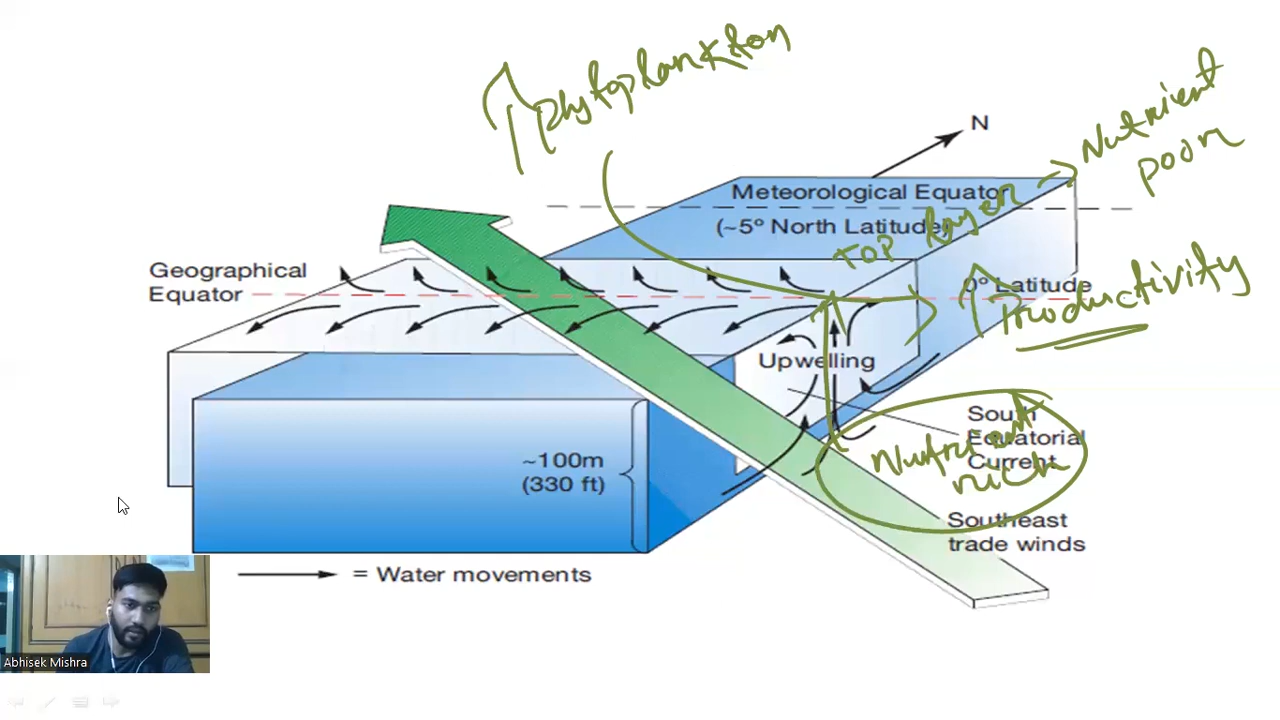 ↑ phytoplankton
Nutrient
poor
N
Meteorological Equator
(~5° North Latitude)
Top layer →
Geographical
Equator
0° Latitude
↑ Productivity
Upwelling
South
Equatorial
Current
Nutrient
rich
~100m
(330 ft)
Southeast
trade winds
= Water movements
Abhisek Mishra